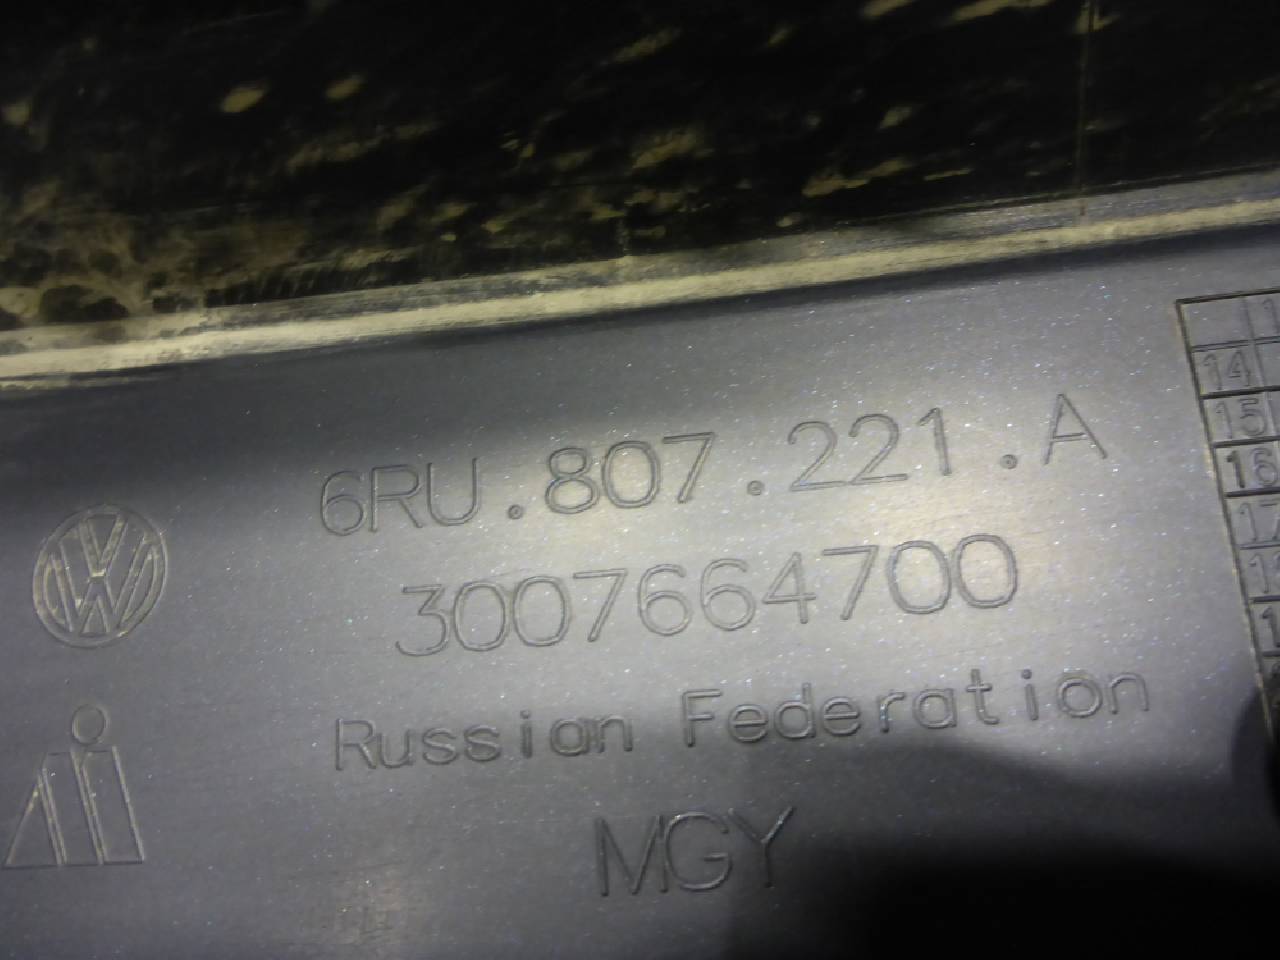 6RU.807.221.A
3007664700
Russian Federation
MGY
14
15
16
17